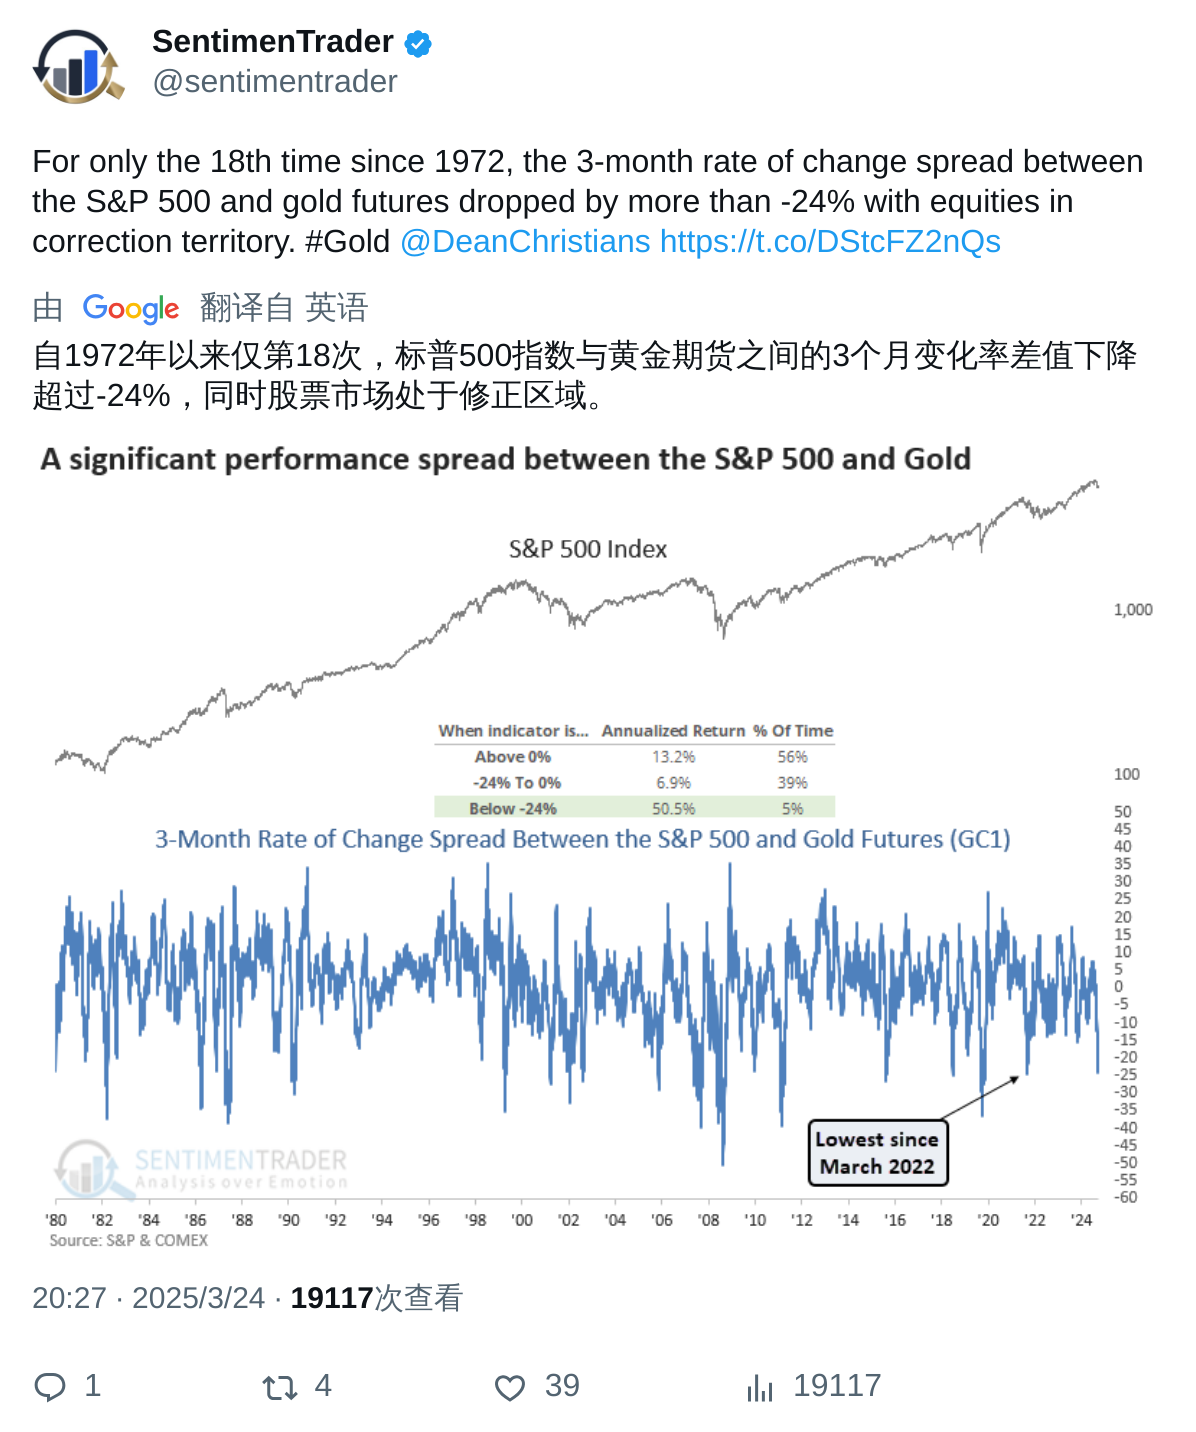 SentimenTrader
@sentimentrader
For only the 18th time since 1972, the 3-month rate of change spread between
the S&P 500 and gold futures dropped by more than -24% with equities in
correction territory. #Gold @DeanChristians https://t.co/DStcFZ2nQs
由 Google 翻译自 英语
自1972年以来仅第18次，标普500指数与黄金期货之间的3个月变化率差值下降
超过-24%，同时股票市场处于修正区域。
A significant performance spread between the S&P 500 and Gold
S&P 500 Index
1,000
When indicator is... Annualized Return % Of Time
Above 0% 13.2% 56%
-24% To 0% 6.9% 39%
Below -24% 50.5% 5%
100
3-Month Rate of Change Spread Between the S&P 500 and Gold Futures (GC1)
50
45
40
35
30
25
20
15
10
5
0
-5
-10
-15
-20
-25
-30
-35
-40
-45
-50
-55
-60
Lowest since
March 2022
SENTIMENTRADER
Analysis over Emotion
'80 '82 '84 '86 '88 '90 '92 '94 '96 '98 '00 '02 '04 '06 '08 '10 '12 '14 '16 '18 '20 '22 '24
Source: S&P & COMEX
20:27 · 2025/3/24 · 19117次查看
1 4 39 19117